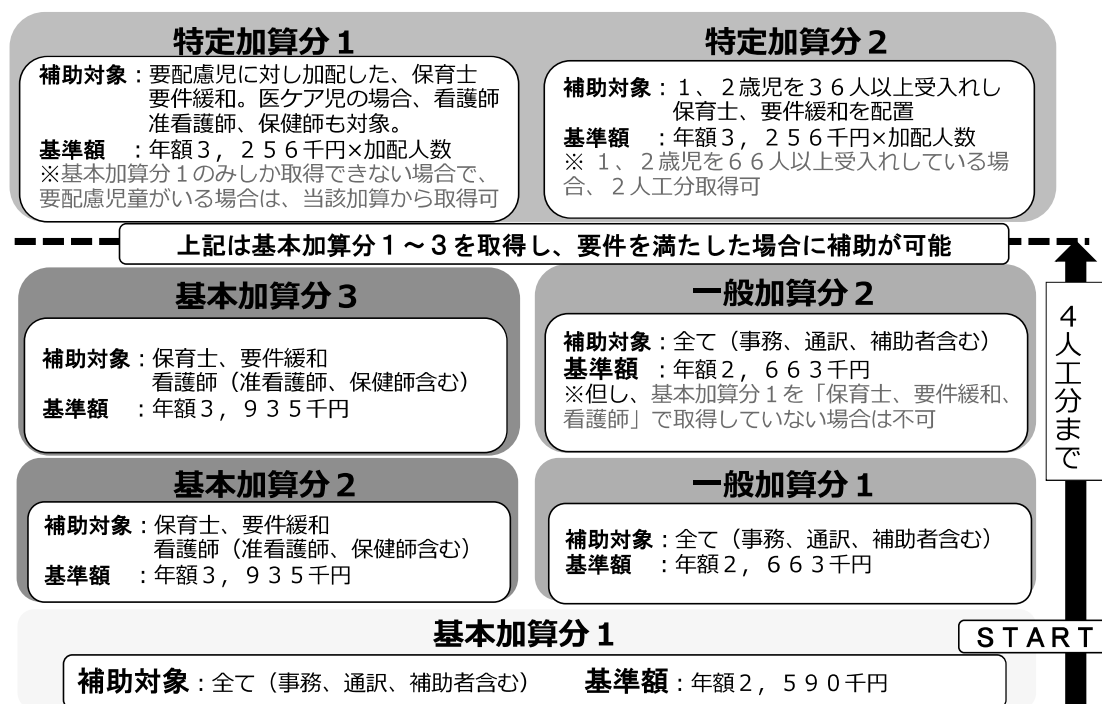 特定加算分１
補助対象：要配慮児に対し加配した、保育士
要件緩和。医ケア児の場合、看護師
准看護師、保健師も対象。
基準額　：年額３，２５６千円×加配人数
※基本加算分１のみしか取得できない場合で、
要配慮児童がいる場合は、当該加算から取得可
特定加算分２
補助対象：１、２歳児を３６人以上受入れし
保育士、要件緩和を配置
基準額　：年額３，２５６千円×加配人数
※ １、２歳児を６６人以上受入れしている場
合、２人工分取得可
上記は基本加算分１～３を取得し、要件を満たした場合に補助が可能
基本加算分３
補助対象：保育士、要件緩和
看護師（准看護師、保健師含む）
基準額　：年額３，９３５千円
一般加算分２
補助対象：全て（事務、通訳、補助者含む）
基準額　：年額２，６６３千円
※但し、基本加算分１を「保育士、要件緩和、
看護師」で取得していない場合は不可
４人工分まで
基本加算分２
補助対象：保育士、要件緩和
看護師（准看護師、保健師含む）
基準額　：年額３，９３５千円
一般加算分１
補助対象：全て（事務、通訳、補助者含む）
基準額　：年額２，６６３千円
基本加算分１
ＳＴＡＲＴ
補助対象：全て（事務、通訳、補助者含む）　基準額：年額２，５９０千円